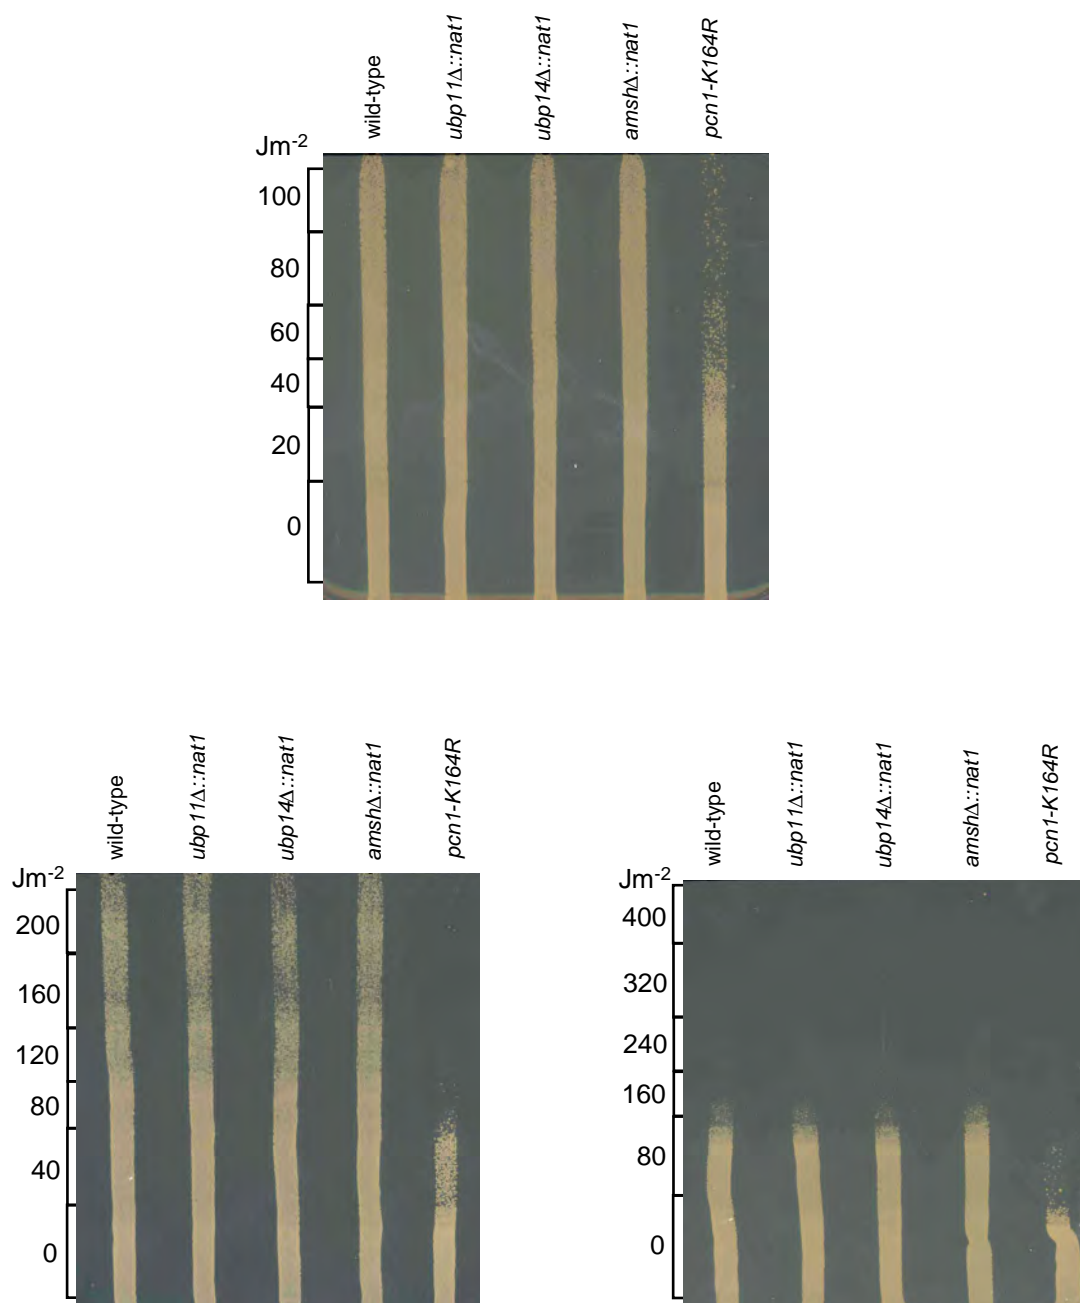 wild-type
ubp11Δ::nat1
ubp14Δ::nat1
amshΔ::nat1
pcn1-K164R
Jm-2
100
80
60
40
20
0
wild-type
ubp11Δ::nat1
ubp14Δ::nat1
amshΔ::nat1
pcn1-K164R
Jm-2
200
160
120
80
40
0
wild-type
ubp11Δ::nat1
ubp14Δ::nat1
amshΔ::nat1
pcn1-K164R
Jm-2
400
320
240
160
80
0